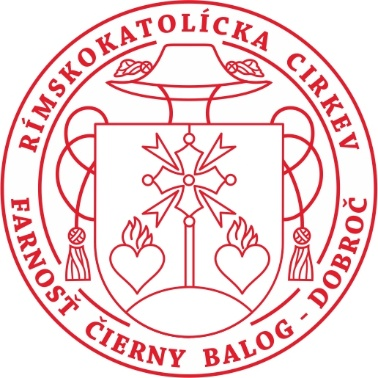 RÍMSKOKATOLÍCKA CIRKEV
FARNOSŤ ČIERNY BALOG - DOBROČ